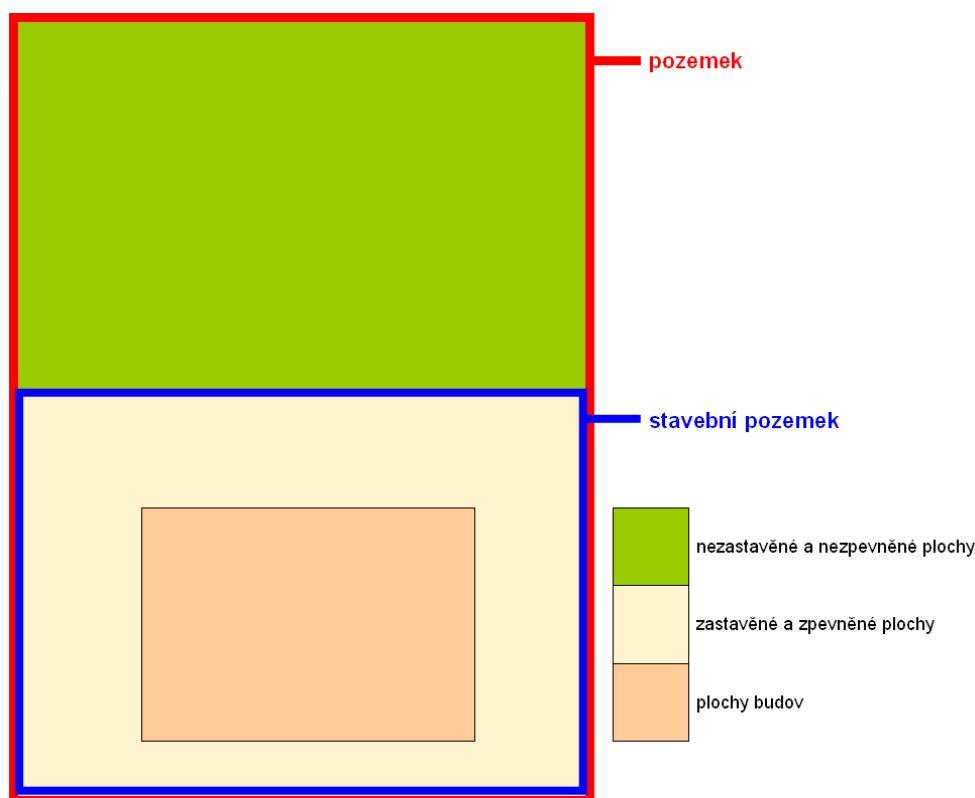 pozemek
stavební pozemek
nezastavěné a nezpevněné plochy
zastavěné a zpevněné plochy
plochy budov